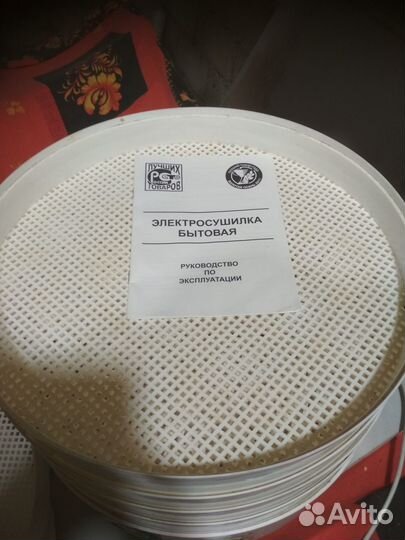 ЛУЧШИХ
ТОВАРОВ
ЭЛЕКТРОСУШИЛКА
БЫТОВАЯ
РУКОВОДСТВО
ПО
ЭКСПЛУАТАЦИИ
Avito